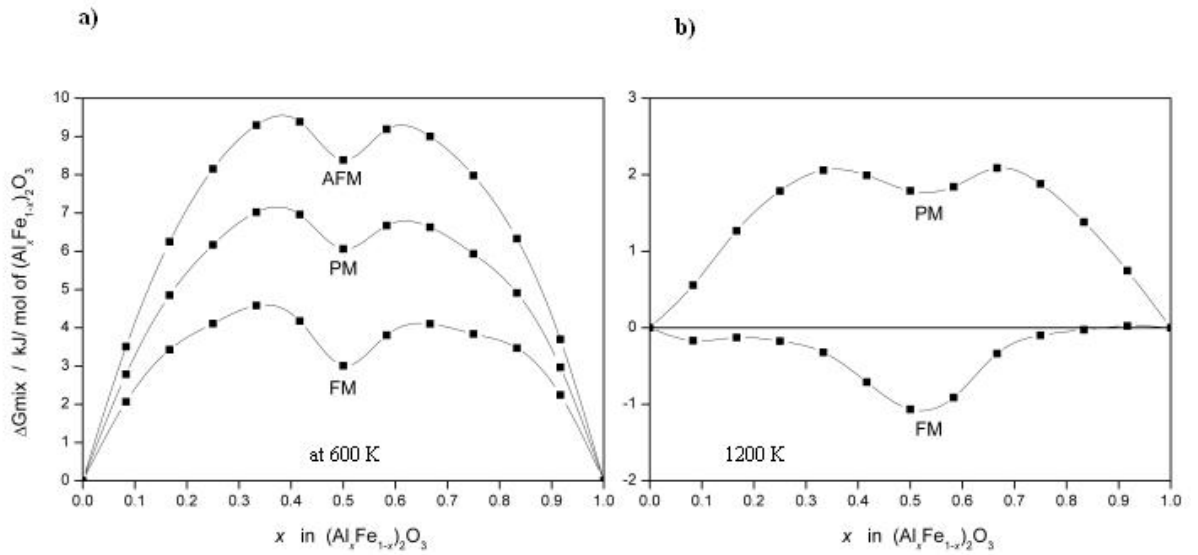 a)
b)
ΔGmix / kJ/ mol of (AlxFe1-x)2O3
10
9
8
7
6
5
4
3
2
1
0
AFM
PM
FM
at 600 K
0.0 0.1 0.2 0.3 0.4 0.5 0.6 0.7 0.8 0.9 1.0
x in (AlxFe1-x)2O3
3
2
1
0
-1
-2
PM
FM
1200 K
0.0 0.1 0.2 0.3 0.4 0.5 0.6 0.7 0.8 0.9 1.0
x in (AlxFe1-x)2O3